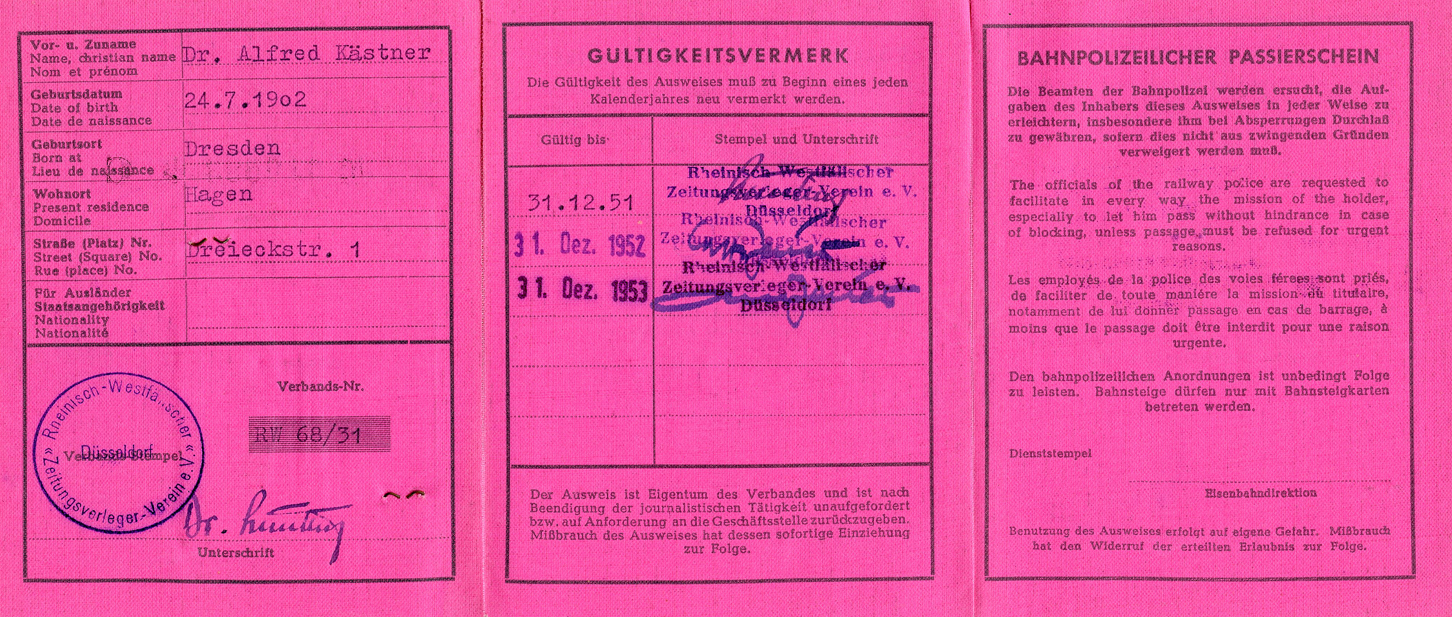 Vor- u. Zuname
Name, christian name
Nom et prénom
Dr. Alfred Kästner
Geburtsdatum
Date of birth
Date de naissance
24.7.19o2
Geburtsort
Born at
Lieu de naissance
Dresden
Wohnort
Present residence
Domicile
Hagen
Straße (Platz) Nr.
Street (Square) No.
Rue (place) No.
Dreieckstr. 1
Für Ausländer
Staatsangehörigkeit
Nationality
Nationalité
Verbands-Nr.
RW 68/31
» Rheinisch-Westfälischer «
Zeitungsverleger-Verein e.V.
Düsseldorf
Verbands-Stempel
Dr.
Unterschrift
GÜLTIGKEITSVERMERK
Die Gültigkeit des Ausweises muß zu Beginn eines jeden
Kalenderjahres neu vermerkt werden.
Gültig bis·
Stempel und Unterschrift
31.12.51
Rheinisch-Westfälischer
Zeitungsverleger-Verein e. V.
Düsseldorf
31. Dez. 1952
Rheinisch-Westfälischer
Zeitungsverleger-Verein e. V.
31. Dez. 1953
Rheinisch-Westfälischer
Zeitungsverleger-Verein e. V.
Düsseldorf
Der Ausweis ist Eigentum des Verbandes und ist nach
Beendigung der journalistischen Tätigkeit unaufgefordert
bzw. auf Anforderung an die Geschäftsstelle zurückzugeben.
Mißbrauch des Ausweises hat dessen sofortige Einziehung
zur Folge.
BAHNPOLIZEILICHER PASSIERSCHEIN
Die Beamten der Bahnpolizei werden ersucht, die Auf-
gaben des Inhabers dieses Ausweises in jeder Weise zu
erleichtern, insbesondere ihm bei Absperrungen Durchlaß
zu gewähren, sofern dies nicht aus zwingenden Gründen
verweigert werden muß.
The officials of the railway police are requested to
facilitate in every way the mission of the holder,
especially to let him pass without hindrance in case
of blocking, unless passage must be refused for urgent
reasons.
Les employés de la police des voies férees sont priés,
de faciliter de toute maniére la mission du titulaire,
notamment de lui donner passage en cas de barrage, à
moins que le passage doit être interdit pour une raison
urgente.
Den bahnpolizeilichen Anordnungen ist unbedingt Folge
zu leisten. Bahnsteige dürfen nur mit Bahnsteigkarten
betreten werden.
Dienststempel
Eisenbahndirektion
Benutzung des Ausweises erfolgt auf eigene Gefahr. Mißbrauch
hat den Widerruf der erteilten Erlaubnis zur Folge.